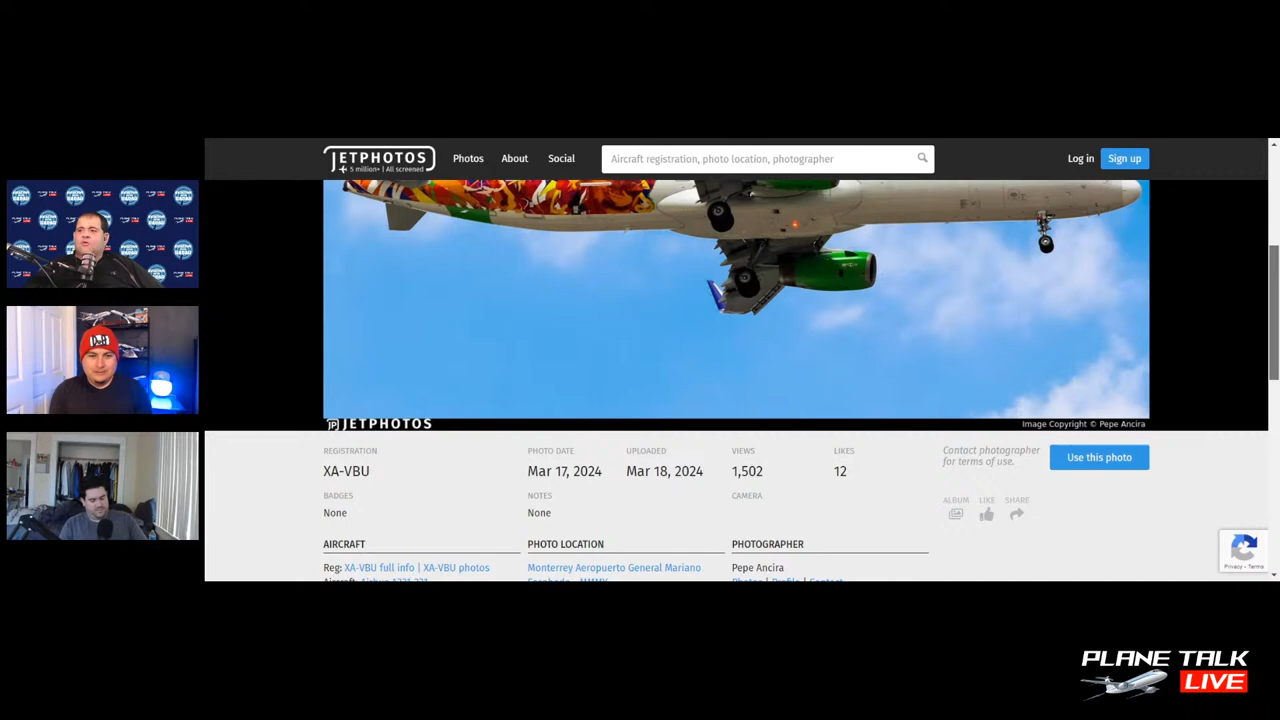 JETPHOTOS
5 million+ | All screened
Photos
About
Social
Aircraft registration, photo location, photographer
Log in
Sign up
Duff
JETPHOTOS
Image Copyright © Pepe Ancira
REGISTRATION
XA-VBU
PHOTO DATE
Mar 17, 2024
UPLOADED
Mar 18, 2024
VIEWS
1,502
LIKES
12
Contact photographer
for terms of use.
Use this photo
BADGES
None
NOTES
None
CAMERA
ALBUM
LIKE
SHARE
AIRCRAFT
Reg: XA-VBU full info | XA-VBU photos
PHOTO LOCATION
Monterrey Aeropuerto General Mariano
PHOTOGRAPHER
Pepe Ancira
Privacy - Terms
PLANE TALK
LIVE